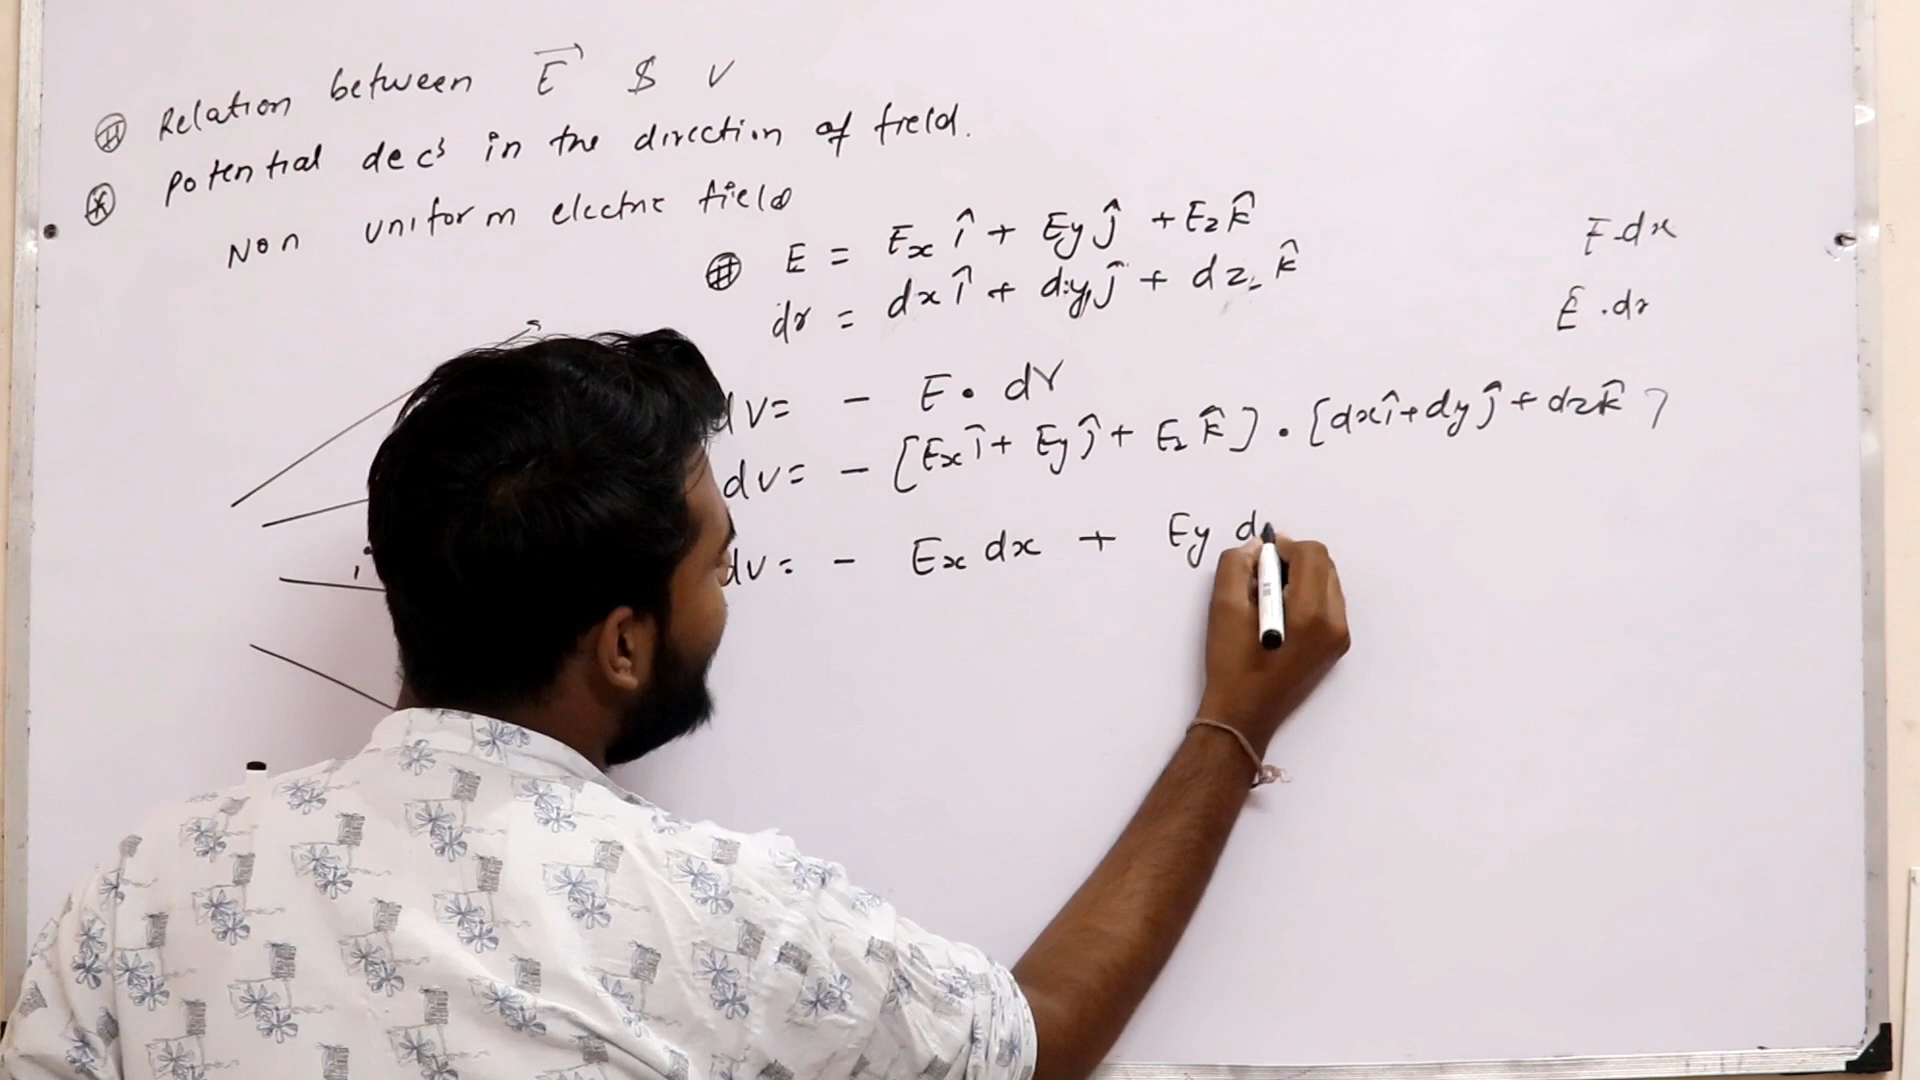 Relation between E⃗ $ V
Potential decs in the direction of field.
Non uniform electric field
E = Ex î + Ey ĵ + Ez k̂
dr = dx î + dy ĵ + dz k̂
E.dx
E.dr
dV = - E • dr
dV = - [Ex î + Ey ĵ + Ez k̂] • [dx î + dy ĵ + dz k̂]
dV = - Ex dx + Ey d